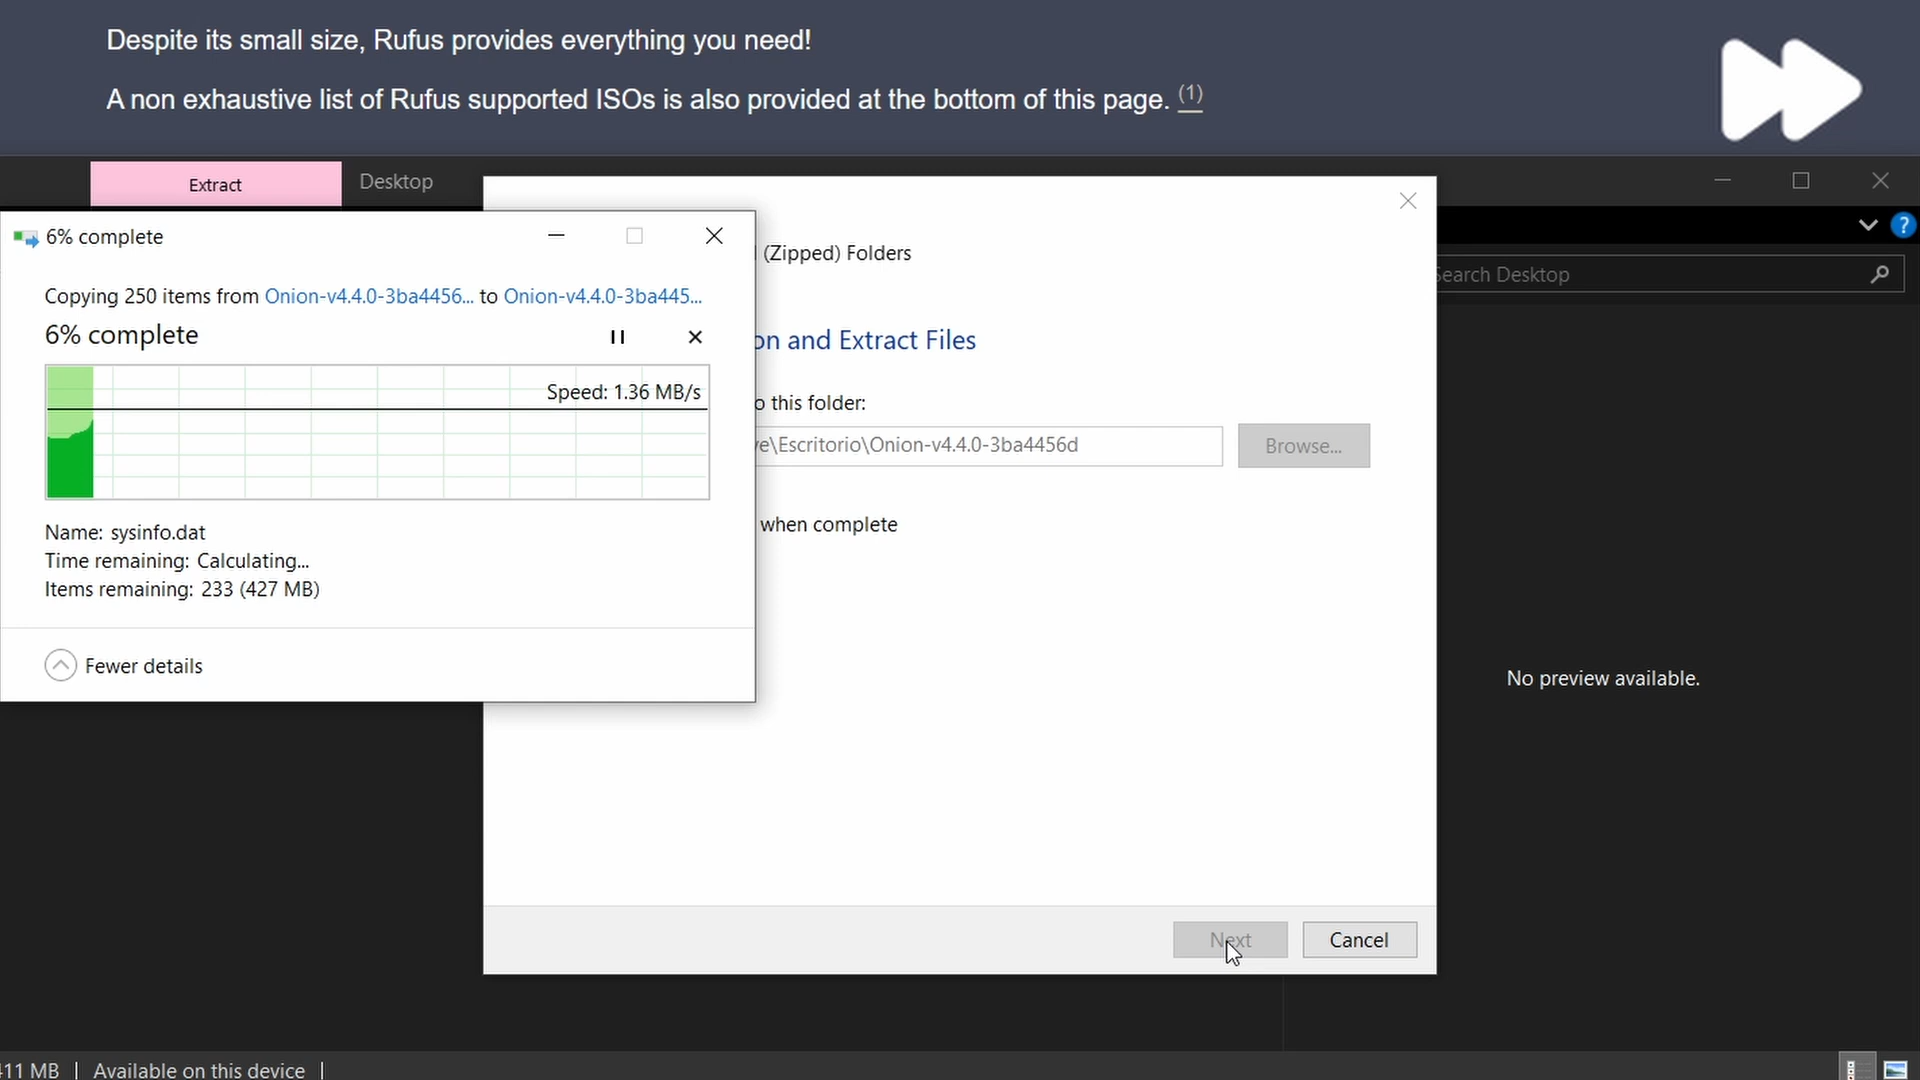 Despite its small size, Rufus provides everything you need!
A non exhaustive list of Rufus supported ISOs is also provided at the bottom of this page. (1)
Extract
Desktop
6% complete
(Zipped) Folders
?
Search Desktop
Copying 250 items from Onion-v4.4.0-3ba4456... to Onion-v4.4.0-3ba445...
6% complete
on and Extract Files
Speed: 1.36 MB/s
o this folder:
ve\Escritorio\Onion-v4.4.0-3ba4456d
Browse...
when complete
Name: sysinfo.dat
Time remaining: Calculating...
Items remaining: 233 (427 MB)
Fewer details
No preview available.
Next
Cancel
411 MB
Available on this device